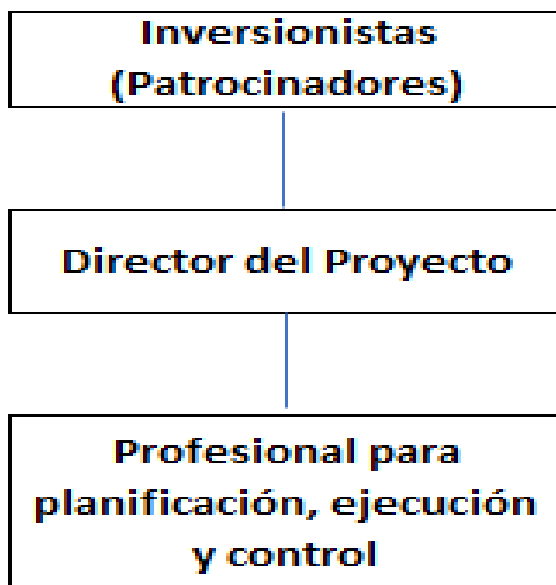 Inversionistas
(Patrocinadores)
Director del Proyecto
Profesional para
planificación, ejecución
y control